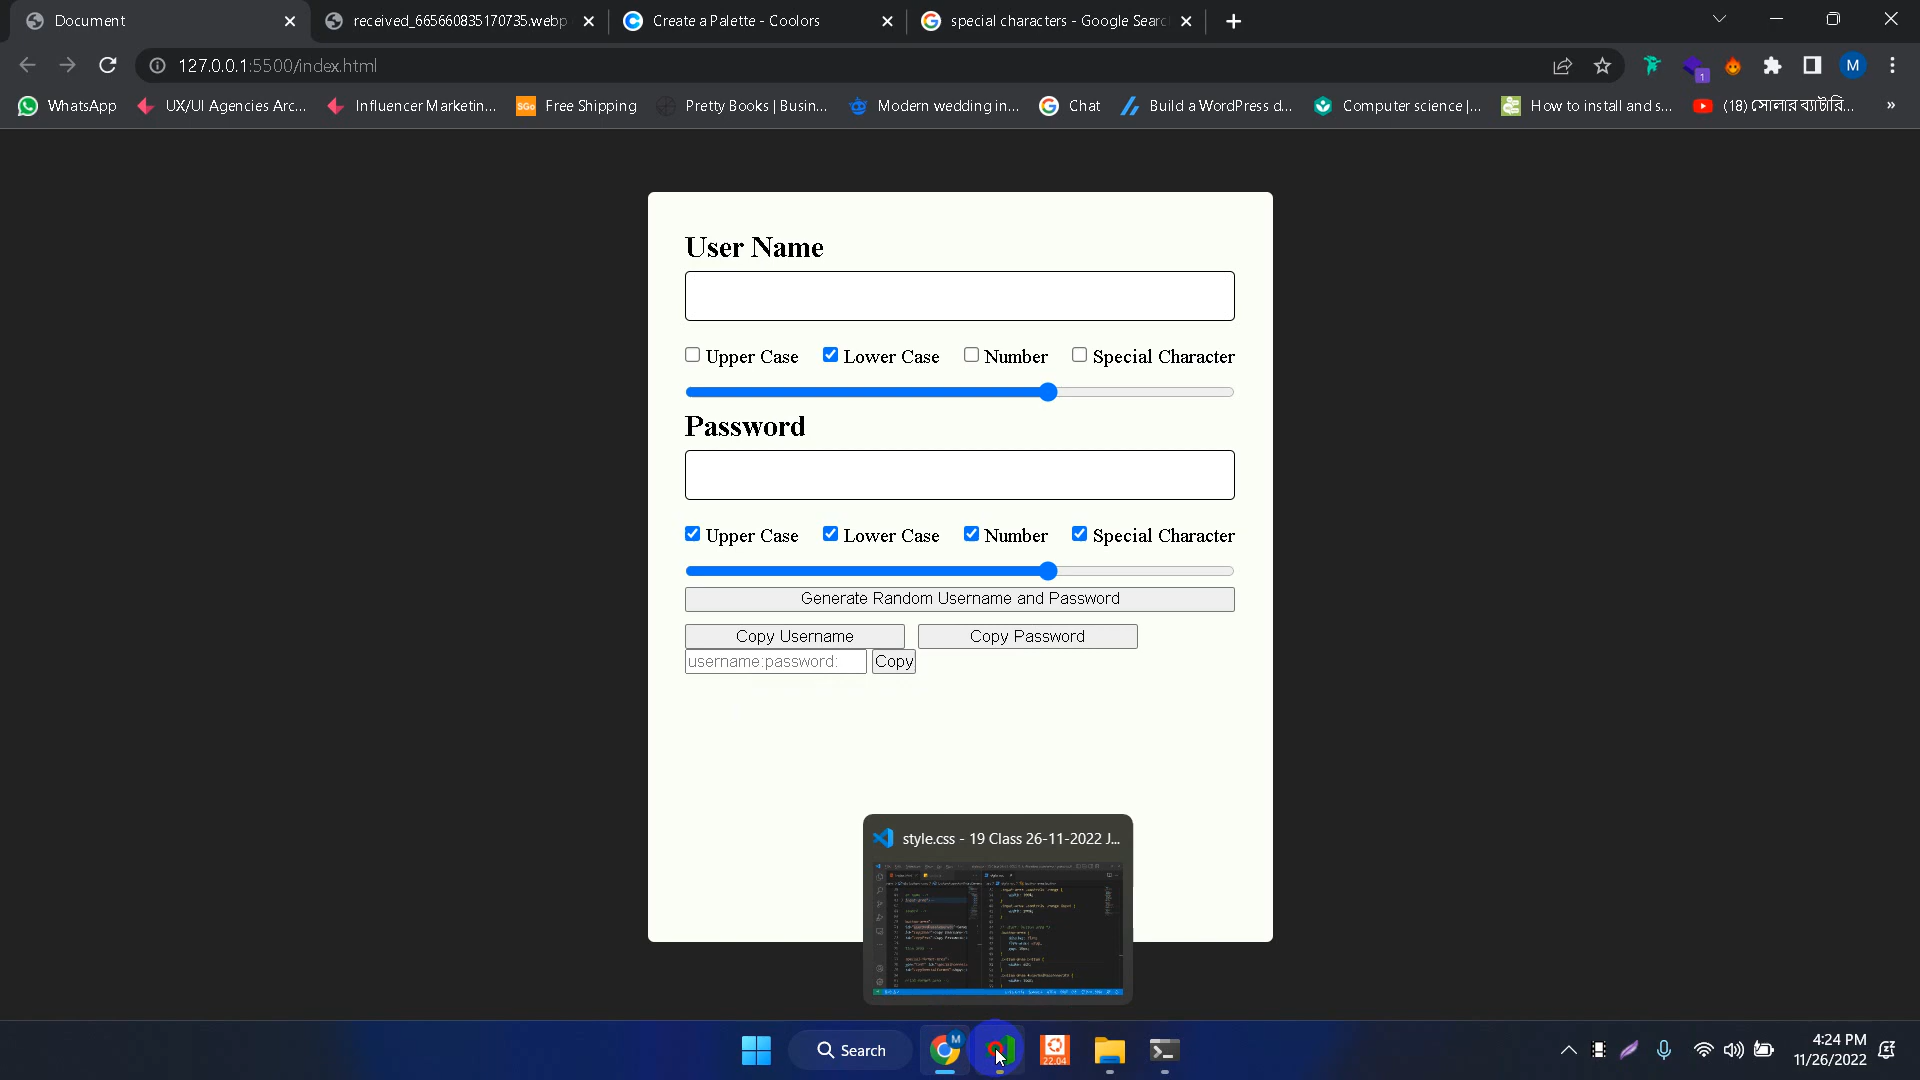 Document
received_665660835170735.webp
Create a Palette - Coolors
special characters - Google Searc
127.0.0.1:5500/index.html
M
1
WhatsApp
UX/UI Agencies Arc...
Influencer Marketin...
SGo
Free Shipping
Pretty Books | Busin...
Modern wedding in...
Chat
Build a WordPress d...
Computer science |...
How to install and s...
(18) সোলার ব্যাটারি...
»
User Name
Upper Case
Lower Case
Number
Special Character
Password
Upper Case
Lower Case
Number
Special Character
Generate Random Username and Password
Copy Username
Copy Password
username:password:
Copy
style.css - 19 Class 26-11-2022 J...
Search
M
22.04
4:24 PM
11/26/2022